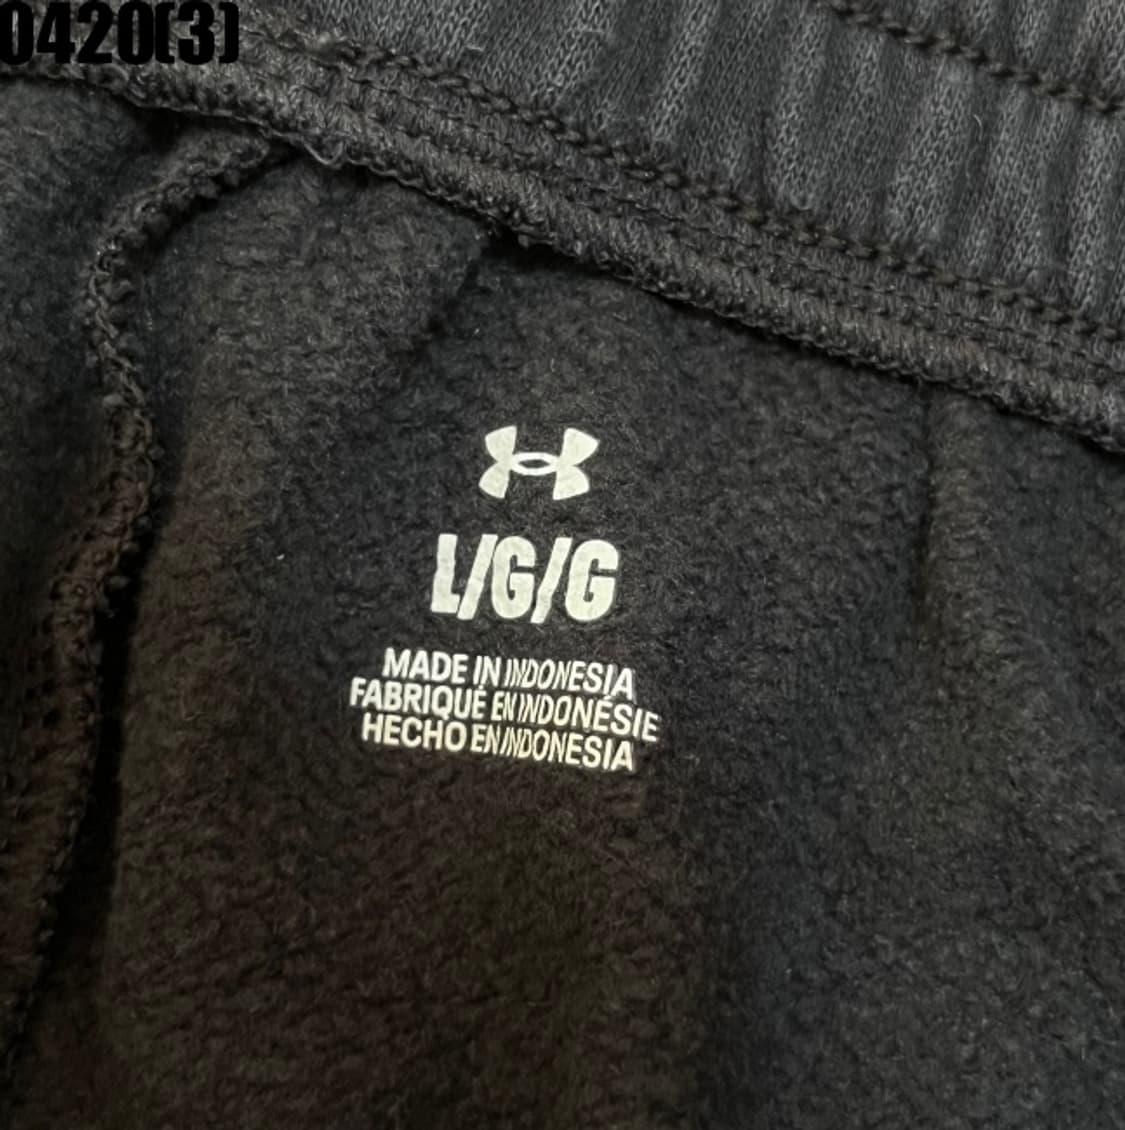 0420(3)
L/G/G
MADE IN INDONESIA
FABRIQUÉ EN INDONÉSIE
HECHO EN INDONESIA